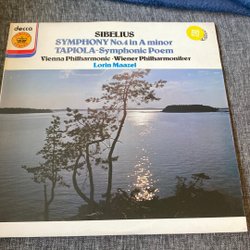 decca
SIBELIUS
SYMPHONY No.4 in A minor
TAPIOLA-Symphonic Poem
Vienna Philharmonic · Wiener Philharmoniker
Lorin Maazel